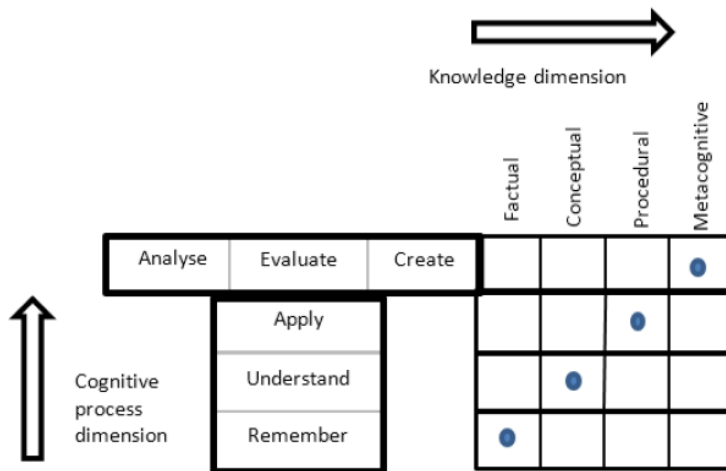 Knowledge dimension
Factual
Conceptual
Procedural
Metacognitive
Analyse Evaluate Create
Apply
Understand
Remember
Cognitive
process
dimension